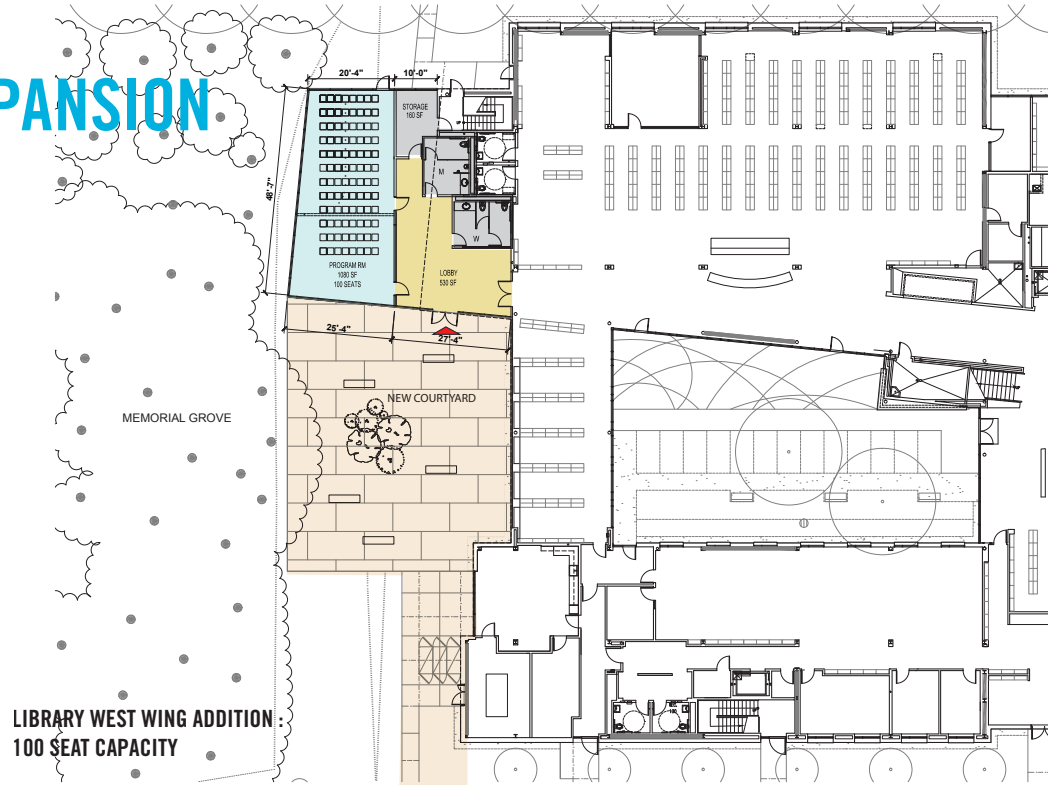 PANSION
20'-4" 10'-0"
STORAGE
160 SF
M
48'-7"
W
PROGRAM RM
1080 SF
100 SEATS
LOBBY
530 SF
25'-4"
27'-4"
NEW COURTYARD
MEMORIAL GROVE
LIBRARY WEST WING ADDITION :
100 SEAT CAPACITY